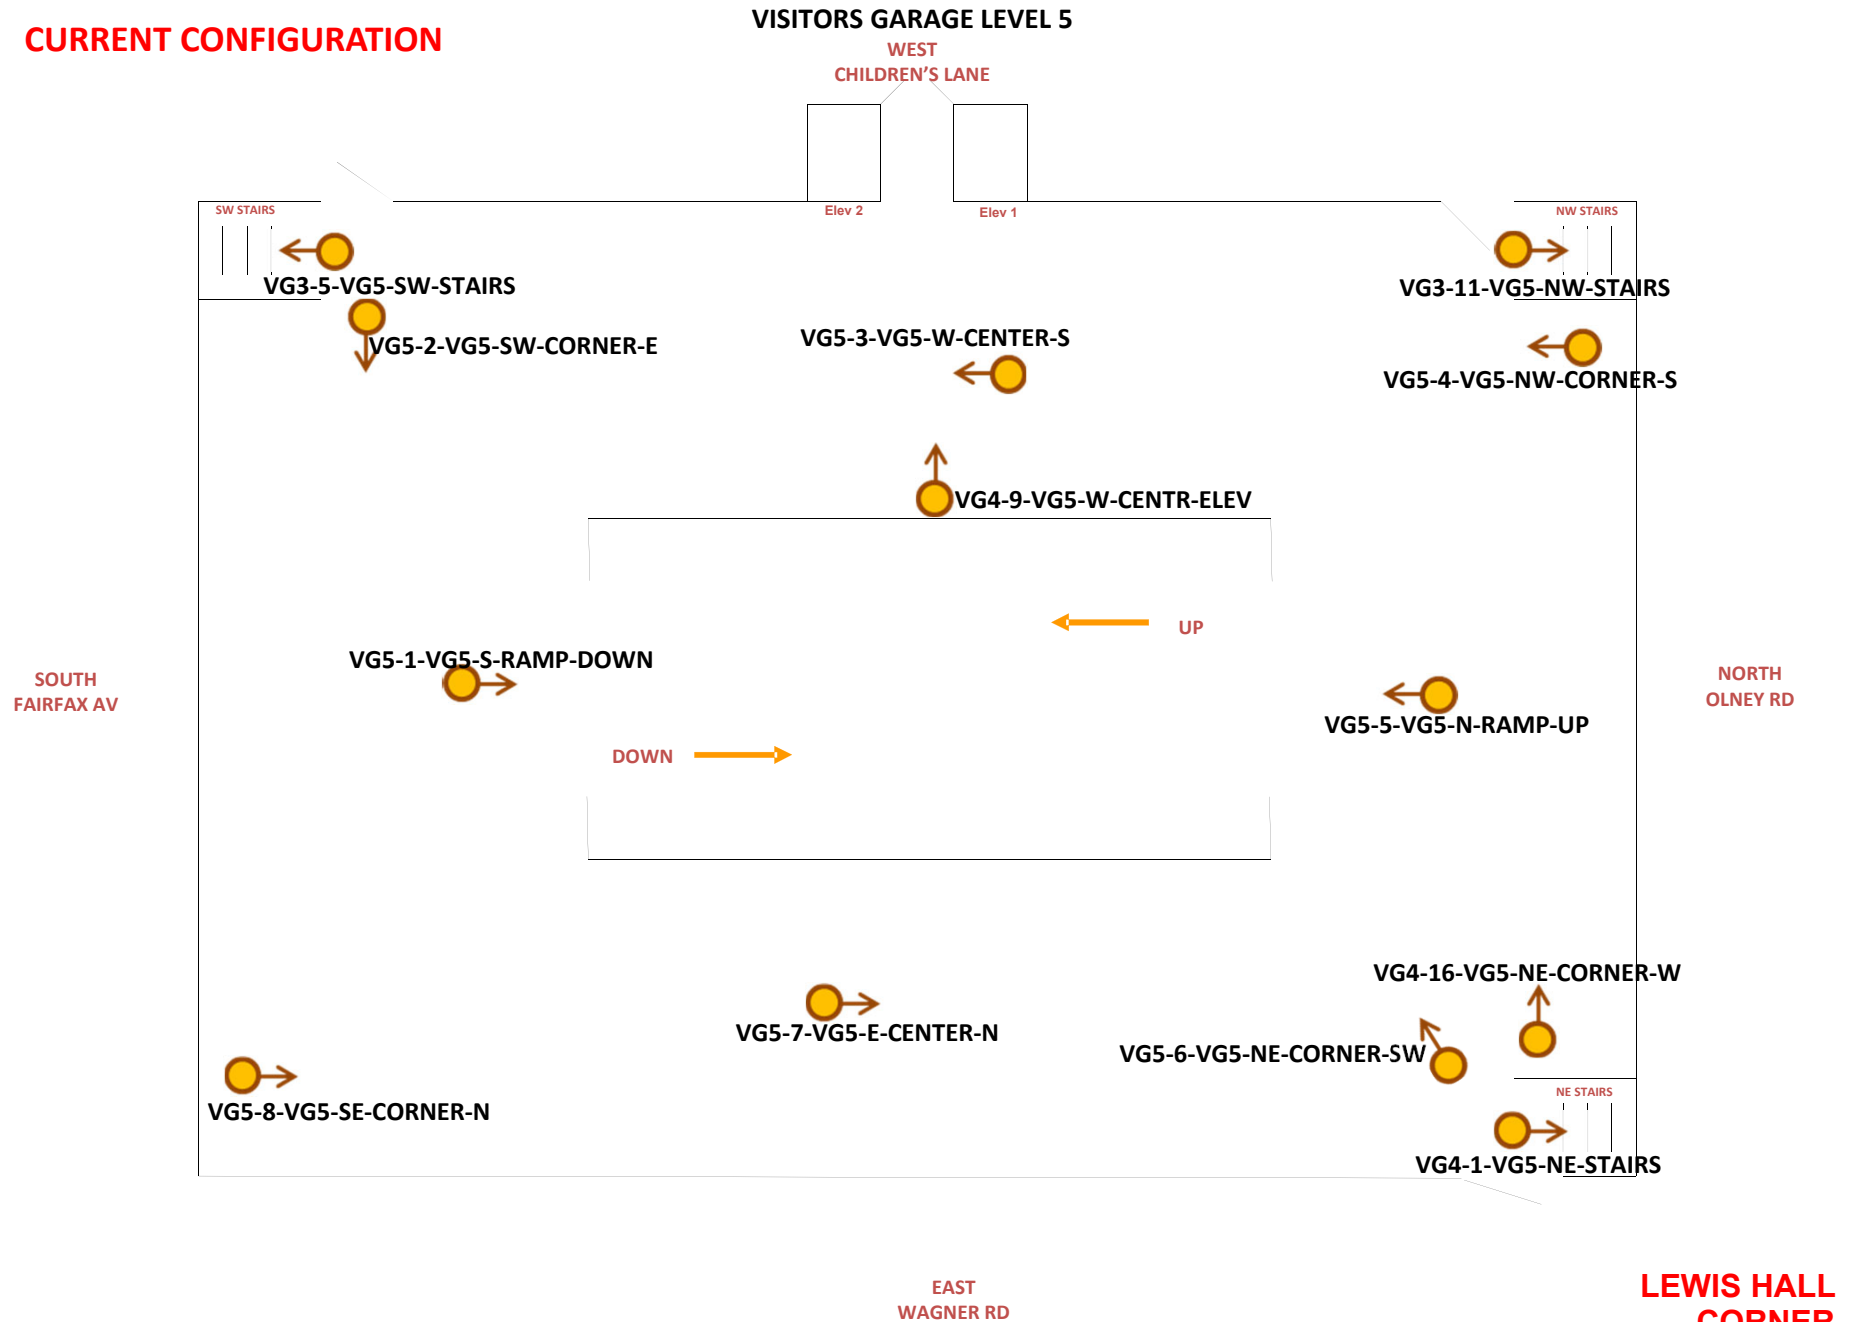 VISITORS GARAGE LEVEL 5
CURRENT CONFIGURATION
WEST
CHILDREN'S LANE
SW STAIRS
Elev 2
Elev 1
NW STAIRS
VG3-5-VG5-SW-STAIRS
VG3-11-VG5-NW-STAIRS
VG5-2-VG5-SW-CORNER-E
VG5-3-VG5-W-CENTER-S
VG5-4-VG5-NW-CORNER-S
VG4-9-VG5-W-CENTR-ELEV
UP
VG5-1-VG5-S-RAMP-DOWN
SOUTH
FAIRFAX AV
NORTH
OLNEY RD
VG5-5-VG5-N-RAMP-UP
DOWN
VG4-16-VG5-NE-CORNER-W
VG5-7-VG5-E-CENTER-N
VG5-6-VG5-NE-CORNER-SW
NE STAIRS
VG5-8-VG5-SE-CORNER-N
VG4-1-VG5-NE-STAIRS
EAST
WAGNER RD
LEWIS HALL
CORNER